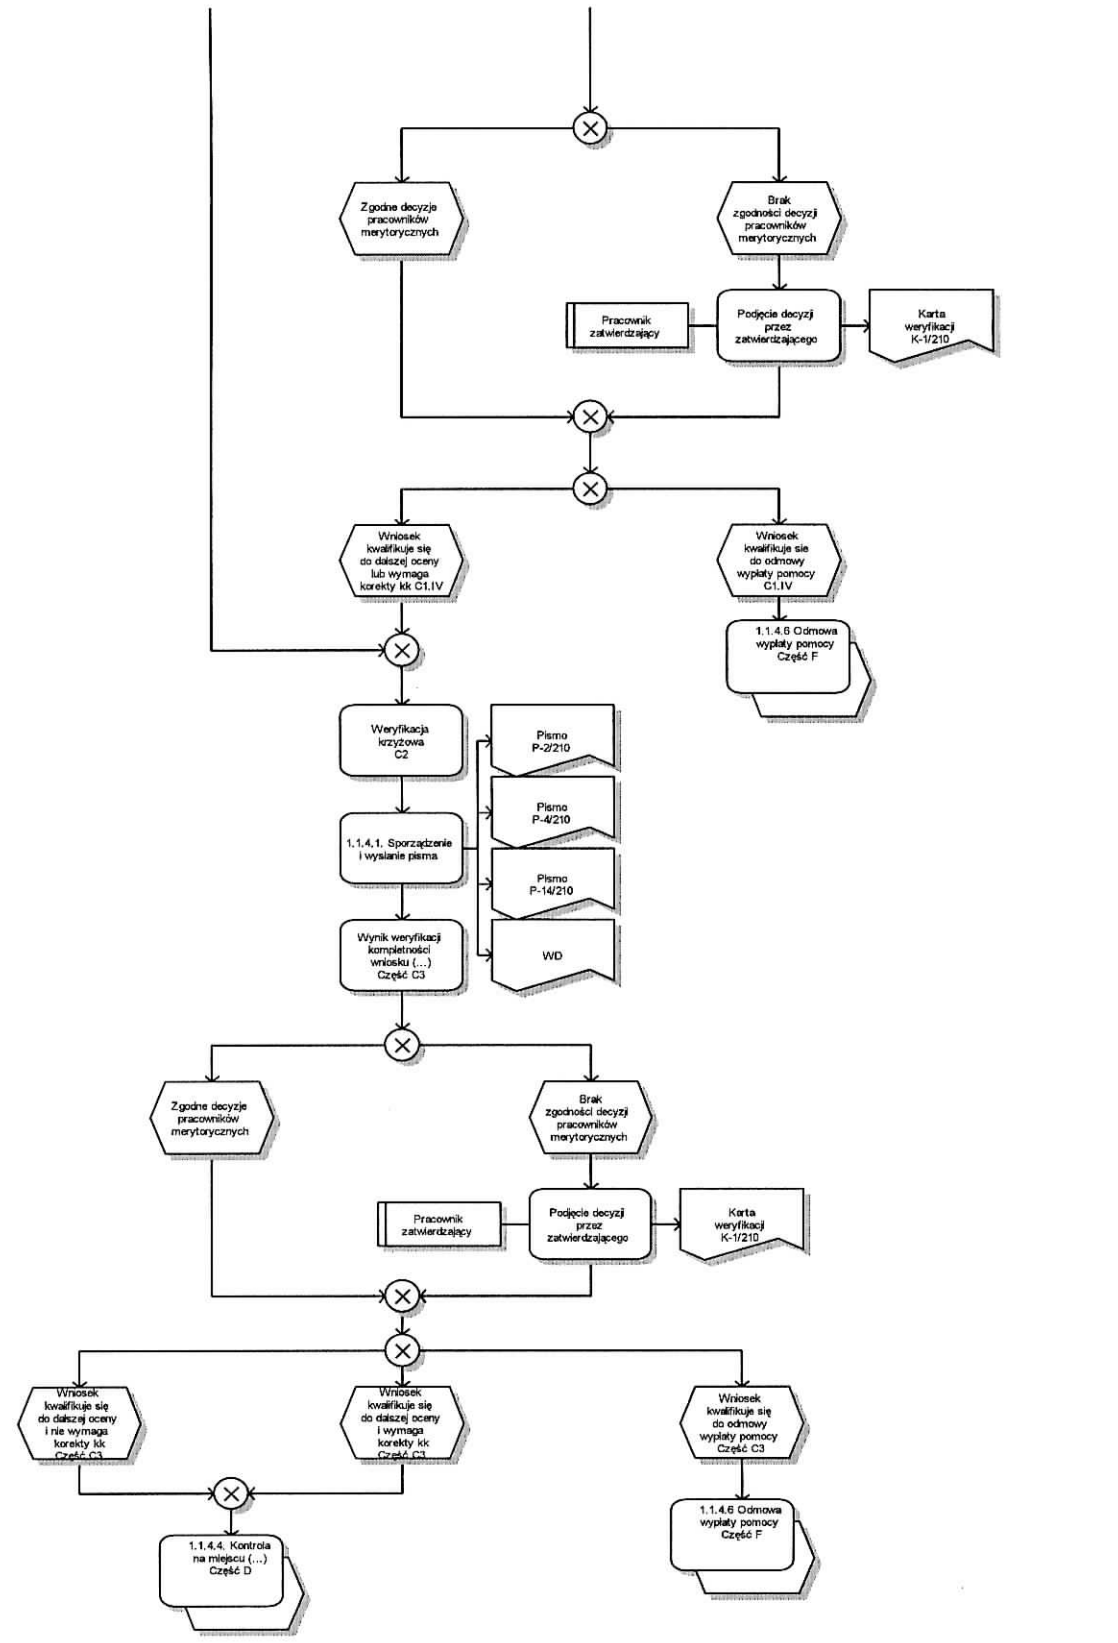 Zgodne decyzje
pracowników
merytorycznych
Brak
zgodności decyzji
pracowników
merytorycznych
Pracownik
zatwierdzający
Podjęcie decyzji
przez
zatwierdzającego
Karta
weryfikacji
K-1/210
Wniosek
kwalifikuje się
do dalszej oceny
lub wymaga
korekty kk C1.IV
Wniosek
kwalifikuje sie
do odmowy
wypłaty pomocy
C1.IV
1.1.4.6 Odmowa
wypłaty pomocy
Część F
Weryfikacja
krzyżowa
C2
Pismo
P-2/210
Pismo
P-4/210
1.1.4.1. Sporządzenie
i wysłanie pisma
Pismo
P-14/210
Wynik weryfikacji
kompletności
wniosku (...)
Część C3
WD
Zgodne decyzje
pracowników
merytorycznych
Brak
zgodności decyzji
pracowników
merytorycznych
Pracownik
zatwierdzający
Podjęcie decyzji
przez
zatwierdzającego
Karta
weryfikacji
K-1/210
Wniosek
kwalifikuje się
do dalszej oceny
i nie wymaga
korekty kk
Część C3
Wniosek
kwalifikuje się
do dalszej oceny
i wymaga
korekty kk
Część C3
Wniosek
kwalifikuje się
do odmowy
wypłaty pomocy
Część C3
1.1.4.4. Kontrola
na miejscu (...)
Część D
1.1.4.6 Odmowa
wypłaty pomocy
Część F